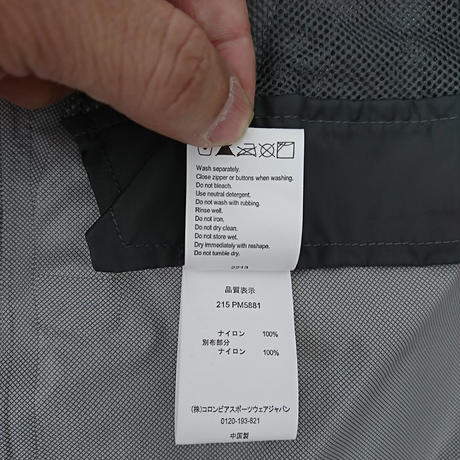 Wash separately.
Close zipper or buttons when washing.
Do not bleach.
Use neutral detergent.
Do not wash with rubbing.
Rinse well.
Do not iron.
Do not dry clean.
Do not store wet.
Dry immediately with reshape.
Do not tumble dry.
品質表示
215 PM5881
ナイロン 100%
別布部分
ナイロン 100%
(株)コロンビアスポーツウェアジャパン
0120-193-821
中国製